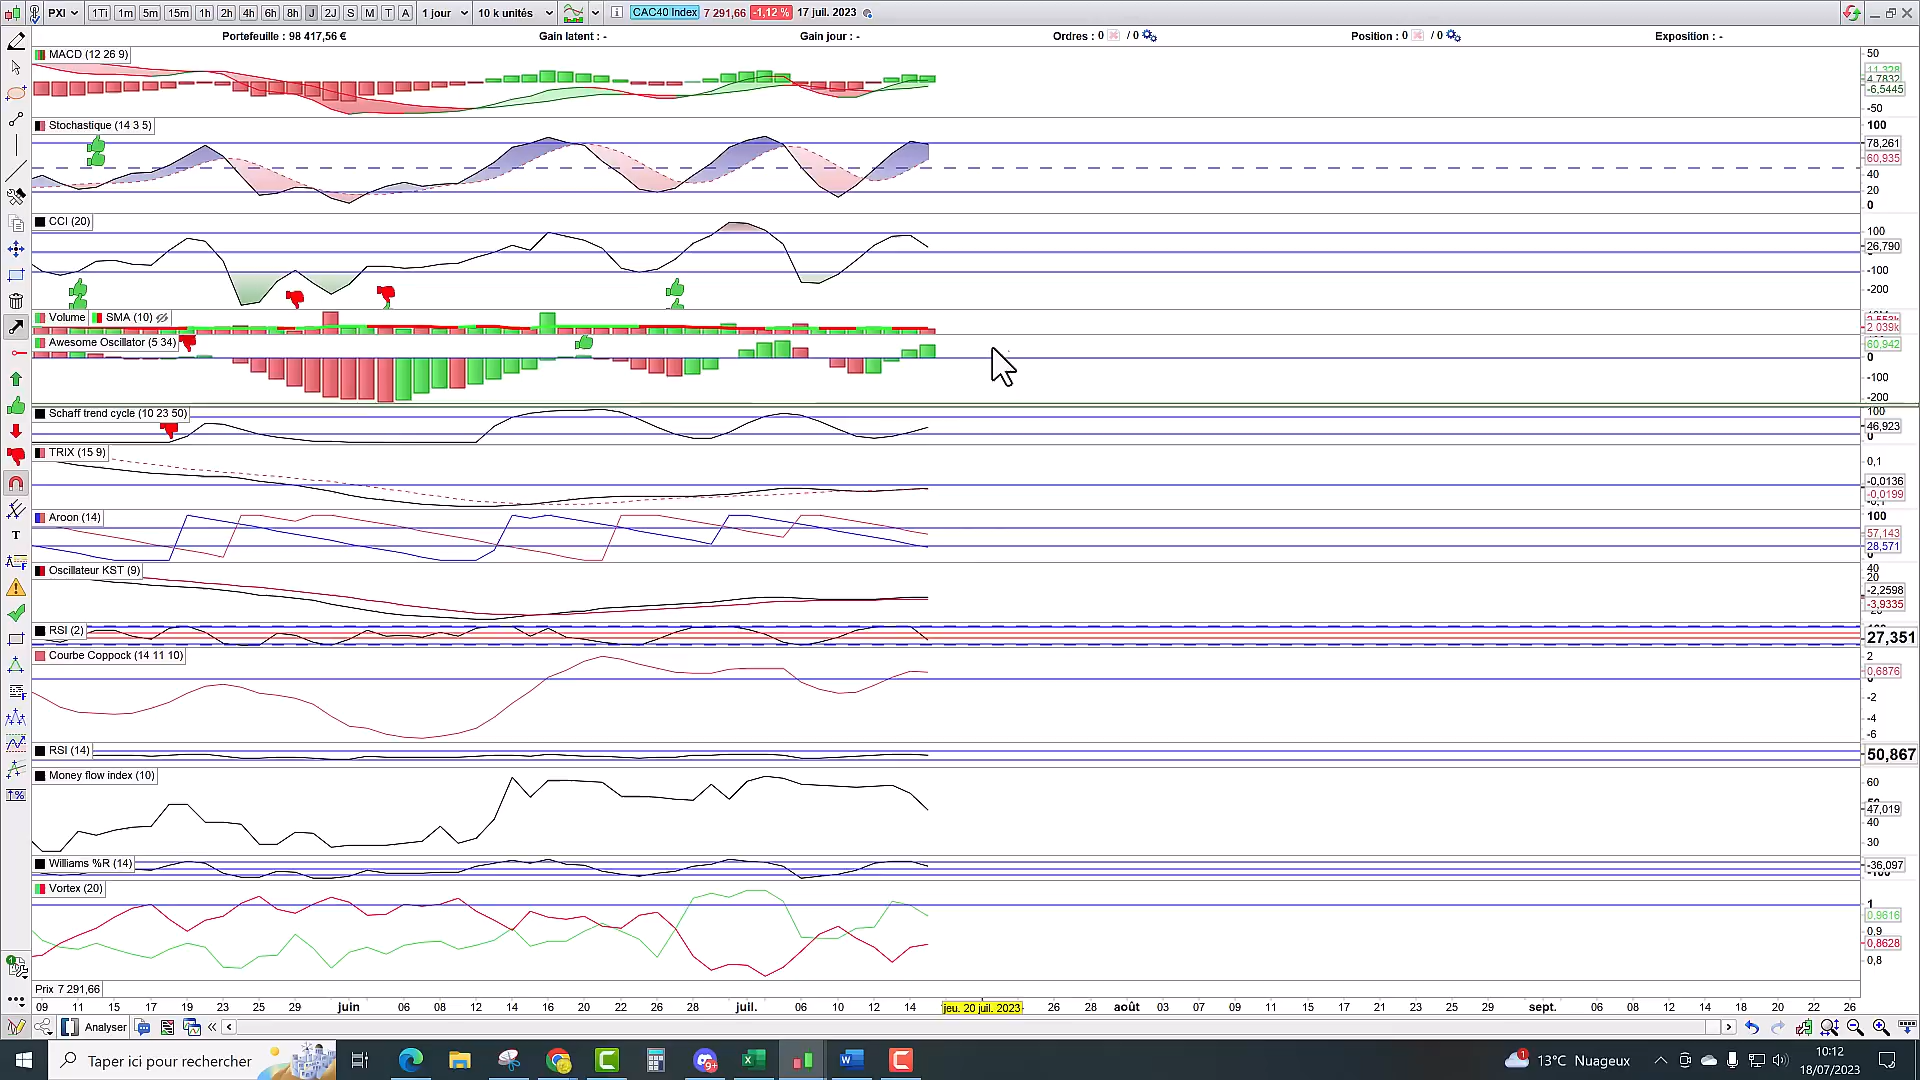 PXI 1Ti 1m 5m 15m 1h 2h 4h 6h 8h J 2J S M T A 1 jour 10 k unités CAC40 Index 7 291,66 -1,12 % 17 juil. 2023
Portefeuille : 98 417,56 € Gain latent : - Gain jour : - Ordres : 0 / 0 Position : 0 / 0 Exposition : -
MACD (12 26 9)
50
4,7832
-6,5445
-50
Stochastique (14 3 5)
100
78,261
60,935
40
20
0
CCI (20)
100
26,790
-100
-200
Volume SMA (10)
2 039k
Awesome Oscillator (5 34)
60,942
0
-100
-200
Schaff trend cycle (10 23 50)
100
46,923
0
TRIX (15 9)
0,1
-0,0136
-0,0199
Aroon (14)
100
57,143
28,571
Oscillateur KST (9)
40
20
-2,2598
-3,9335
RSI (2)
27,351
Courbe Coppock (14 11 10)
2
0,6876
-2
-4
-6
RSI (14)
50,867
Money flow index (10)
60
47,019
40
30
Williams %R (14)
-36,097
Vortex (20)
1
0,9616
0,9
0,8628
0,8
Prix 7 291,66
09 11 15 17 19 23 25 29 juin 06 08 12 14 16 20 22 26 28 juil. 06 10 12 14 jeu. 20 juil. 2023 26 28 août 03 07 09 11 15 17 21 23 25 29 sept. 06 08 12 14 18 20 22 26
Analyser
Taper ici pour rechercher
13°C Nuageux
10:12
18/07/2023